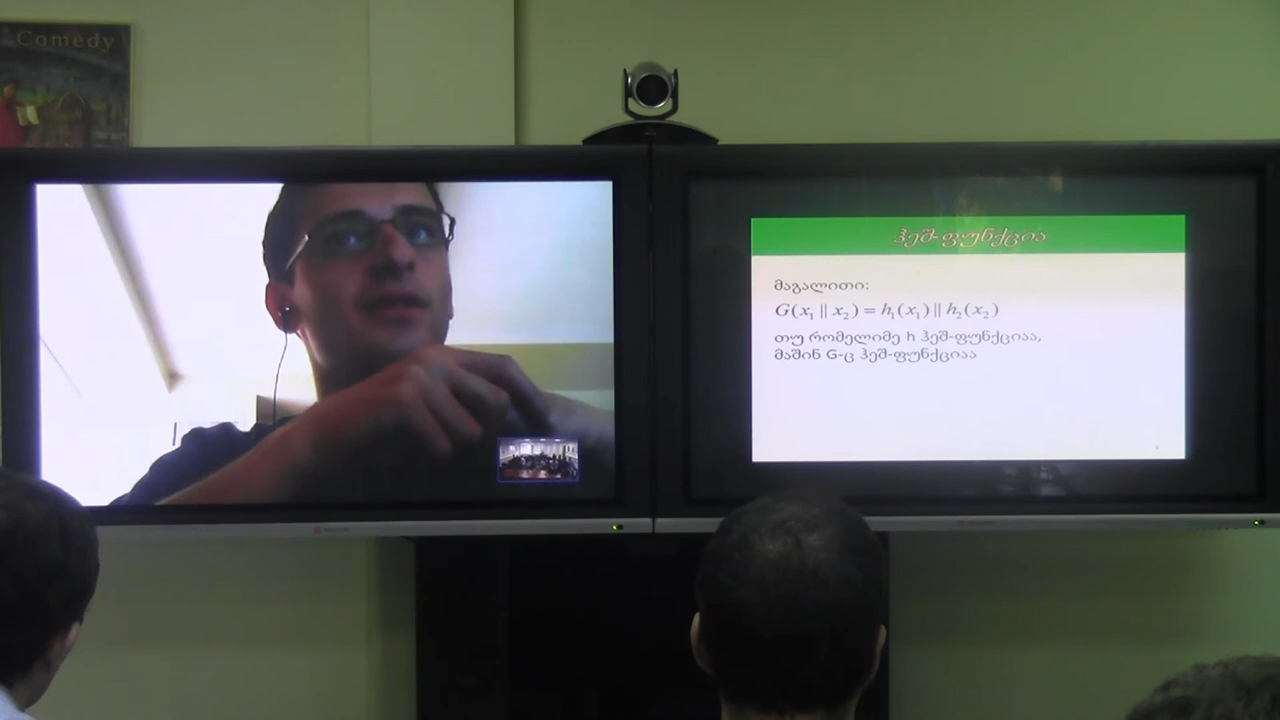 Comedy
ჰეშ-ფუნქცია
მაგალითი:
G(x₁ || x₂) = h₁(x₁) || h₂(x₂)
თუ რომელიმე h ჰეშ-ფუნქციაა,
მაშინ G-ც ჰეშ-ფუნქციაა